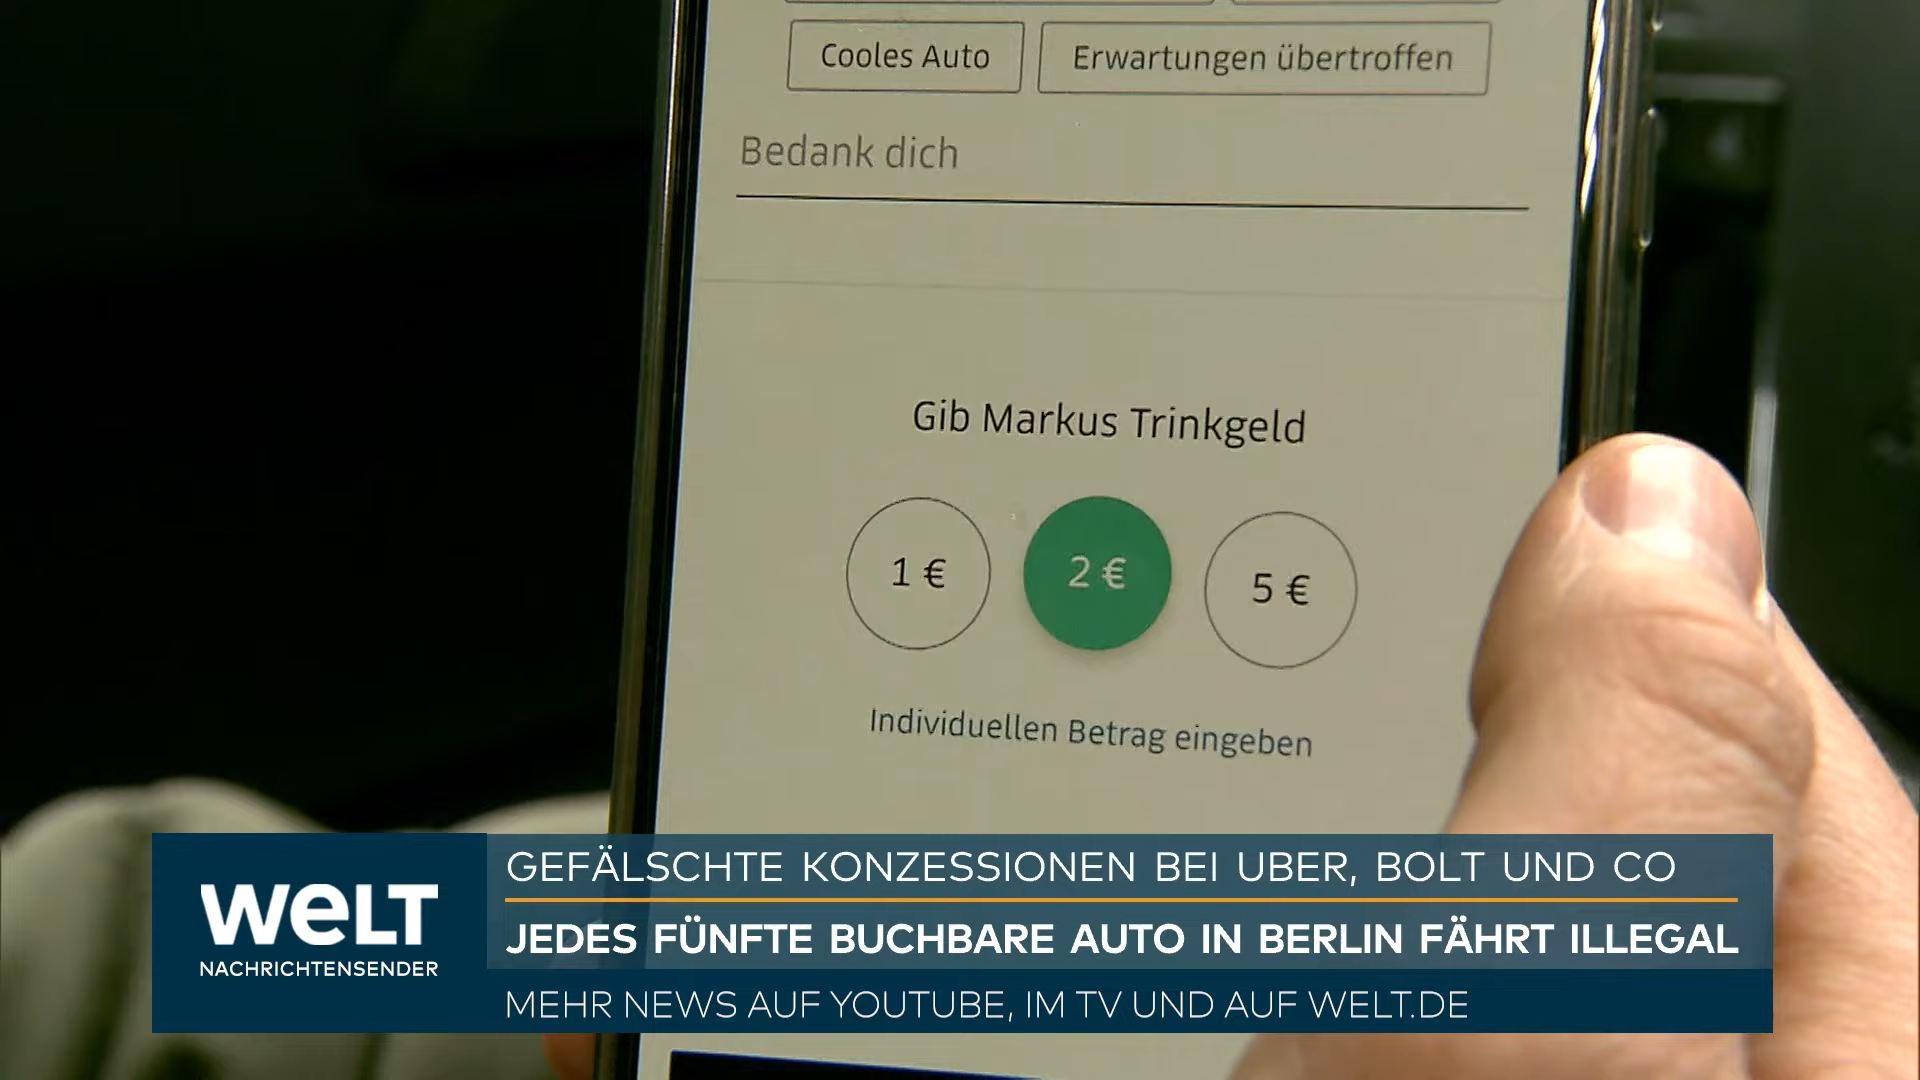 Cooles Auto
Erwartungen übertroffen
Bedank dich
Gib Markus Trinkgeld
1 €
2 €
5 €
Individuellen Betrag eingeben
WELT
NACHRICHTENSENDER
GEFÄLSCHTE KONZESSIONEN BEI UBER, BOLT UND CO
JEDES FÜNFTE BUCHBARE AUTO IN BERLIN FÄHRT ILLEGAL
MEHR NEWS AUF YOUTUBE, IM TV UND AUF WELT.DE